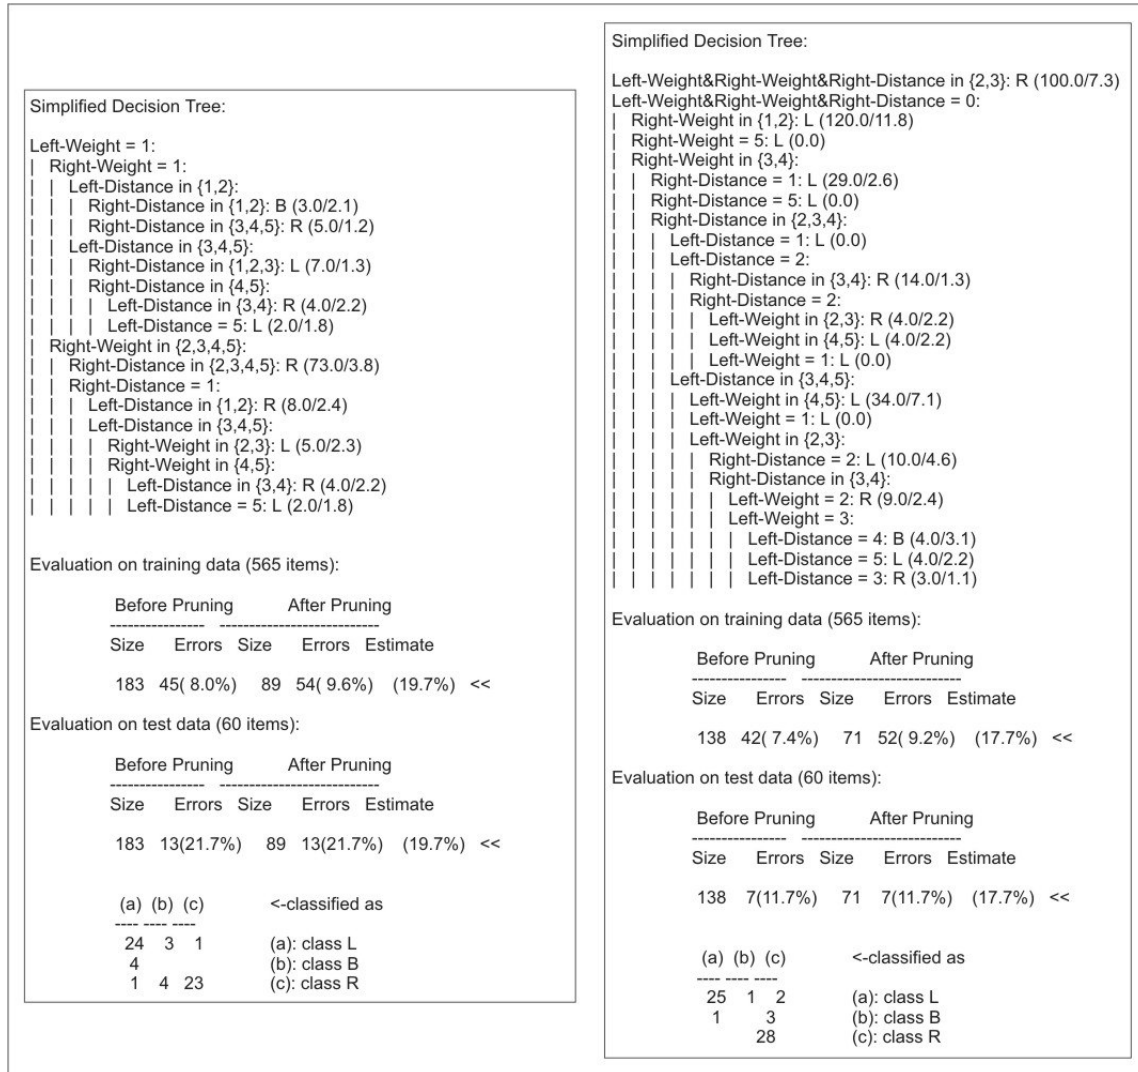 Simplified Decision Tree:
Left-Weight = 1:
| Right-Weight = 1:
| | Left-Distance in {1,2}:
| | | Right-Distance in {1,2}: B (3.0/2.1)
| | | Right-Distance in {3,4,5}: R (5.0/1.2)
| | Left-Distance in {3,4,5}:
| | | Right-Distance in {1,2,3}: L (7.0/1.3)
| | | Right-Distance in {4,5}:
| | | | Left-Distance in {3,4}: R (4.0/2.2)
| | | | Left-Distance = 5: L (2.0/1.8)
| Right-Weight in {2,3,4,5}:
| | Right-Distance in {2,3,4,5}: R (73.0/3.8)
| | Right-Distance = 1:
| | | Left-Distance in {1,2}: R (8.0/2.4)
| | | Left-Distance in {3,4,5}:
| | | | Right-Weight in {2,3}: L (5.0/2.3)
| | | | Right-Weight in {4,5}:
| | | | | Left-Distance in {3,4}: R (4.0/2.2)
| | | | | Left-Distance = 5: L (2.0/1.8)
Evaluation on training data (565 items):
Before Pruning After Pruning
---------------- ---------------------------
Size Errors Size Errors Estimate
183 45( 8.0%) 89 54( 9.6%) (19.7%) <<
Evaluation on test data (60 items):
Before Pruning After Pruning
---------------- ---------------------------
Size Errors Size Errors Estimate
183 13(21.7%) 89 13(21.7%) (19.7%) <<
(a) (b) (c) <-classified as
---- ---- ----
24 3 1 (a): class L
4 (b): class B
1 4 23 (c): class R
Simplified Decision Tree:
Left-Weight&Right-Weight&Right-Distance in {2,3}: R (100.0/7.3)
Left-Weight&Right-Weight&Right-Distance = 0:
| Right-Weight in {1,2}: L (120.0/11.8)
| Right-Weight = 5: L (0.0)
| Right-Weight in {3,4}:
| | Right-Distance = 1: L (29.0/2.6)
| | Right-Distance = 5: L (0.0)
| | Right-Distance in {2,3,4}:
| | | Left-Distance = 1: L (0.0)
| | | Left-Distance = 2:
| | | | Right-Distance in {3,4}: R (14.0/1.3)
| | | | Right-Distance = 2:
| | | | | Left-Weight in {2,3}: R (4.0/2.2)
| | | | | Left-Weight in {4,5}: L (4.0/2.2)
| | | | | Left-Weight = 1: L (0.0)
| | | Left-Distance in {3,4,5}:
| | | | Left-Weight in {4,5}: L (34.0/7.1)
| | | | Left-Weight = 1: L (0.0)
| | | | Left-Weight in {2,3}:
| | | | | Right-Distance = 2: L (10.0/4.6)
| | | | | Right-Distance in {3,4}:
| | | | | | Left-Weight = 2: R (9.0/2.4)
| | | | | | Left-Weight = 3:
| | | | | | | Left-Distance = 4: B (4.0/3.1)
| | | | | | | Left-Distance = 5: L (4.0/2.2)
| | | | | | | Left-Distance = 3: R (3.0/1.1)
Evaluation on training data (565 items):
Before Pruning After Pruning
---------------- ---------------------------
Size Errors Size Errors Estimate
138 42( 7.4%) 71 52( 9.2%) (17.7%) <<
Evaluation on test data (60 items):
Before Pruning After Pruning
---------------- ---------------------------
Size Errors Size Errors Estimate
138 7(11.7%) 71 7(11.7%) (17.7%) <<
(a) (b) (c) <-classified as
---- ---- ----
25 1 2 (a): class L
1 3 (b): class B
28 (c): class R